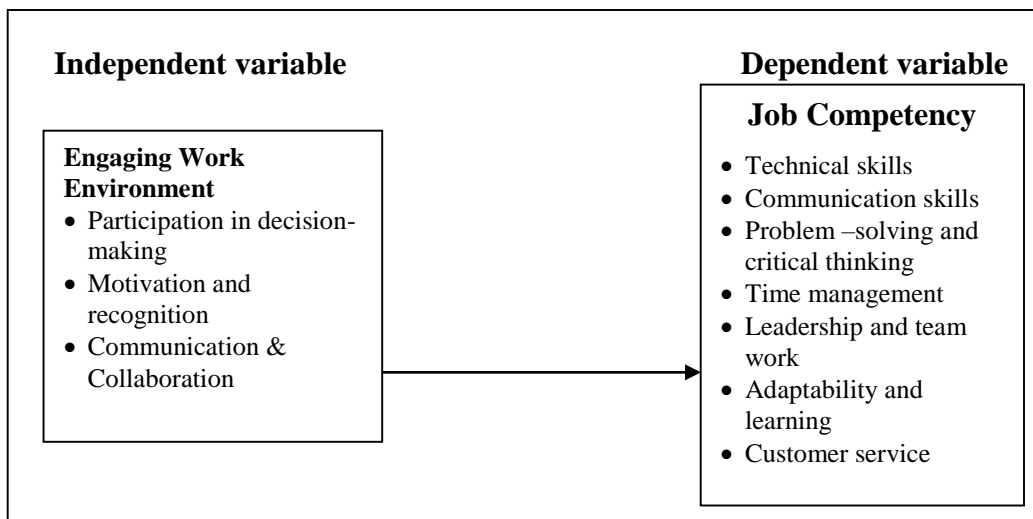 Independent variable
Dependent variable
Engaging Work
Environment
• Participation in decision-
making
• Motivation and
recognition
• Communication &
Collaboration
Job Competency
• Technical skills
• Communication skills
• Problem –solving and
critical thinking
• Time management
• Leadership and team
work
• Adaptability and
learning
• Customer service